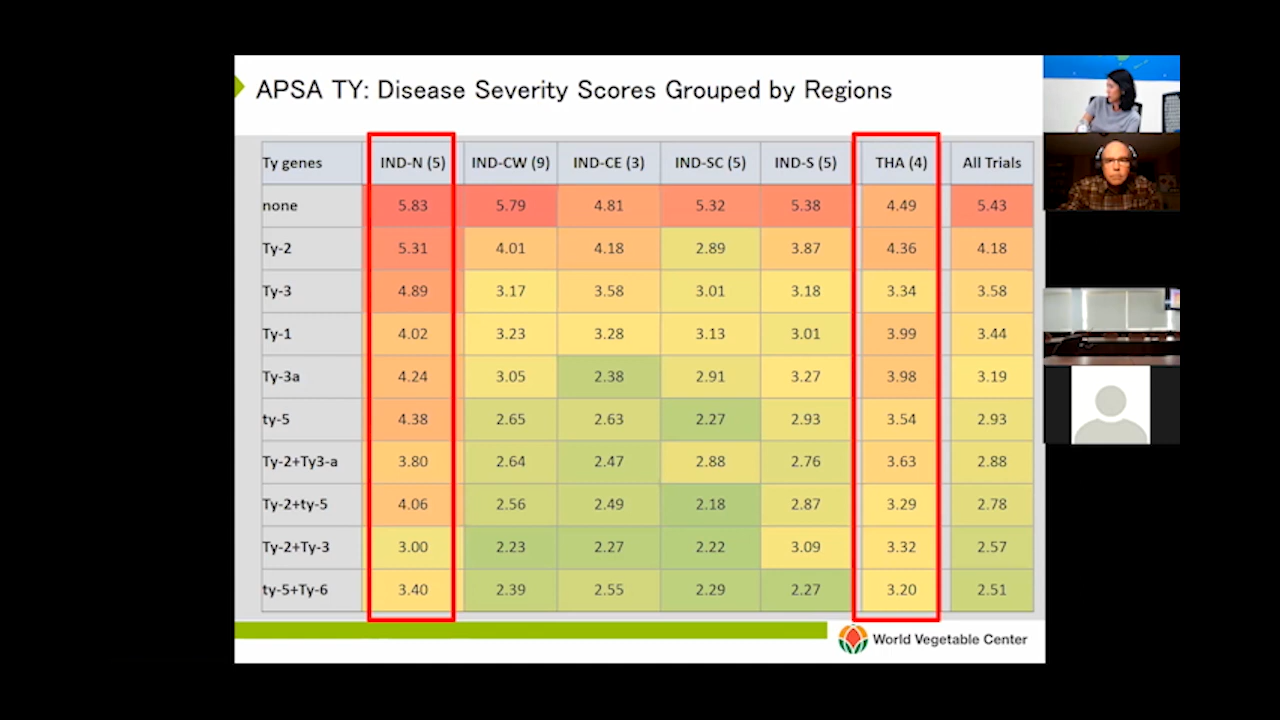 APSA TY: Disease Severity Scores Grouped by Regions
Ty genes IND-N (5) IND-CW (9) IND-CE (3) IND-SC (5) IND-S (5) THA (4) All Trials
none 5.83 5.79 4.81 5.32 5.38 4.49 5.43
Ty-2 5.31 4.01 4.18 2.89 3.87 4.36 4.18
Ty-3 4.89 3.17 3.58 3.01 3.18 3.34 3.58
Ty-1 4.02 3.23 3.28 3.13 3.01 3.99 3.44
Ty-3a 4.24 3.05 2.38 2.91 3.27 3.98 3.19
ty-5 4.38 2.65 2.63 2.27 2.93 3.54 2.93
Ty-2+Ty3-a 3.80 2.64 2.47 2.88 2.76 3.63 2.88
Ty-2+ty-5 4.06 2.56 2.49 2.18 2.87 3.29 2.78
Ty-2+Ty-3 3.00 2.23 2.27 2.22 3.09 3.32 2.57
ty-5+Ty-6 3.40 2.39 2.55 2.29 2.27 3.20 2.51
World Vegetable Center